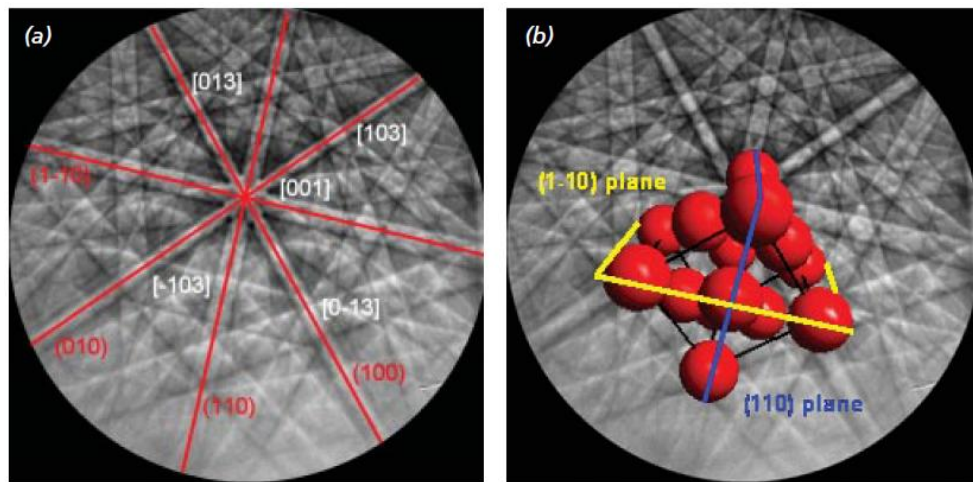 (a)
[013]
[103]
(1-10)
[001]
[-103]
[0-13]
(010)
(100)
(110)
(b)
(1-10) plane
(110) plane